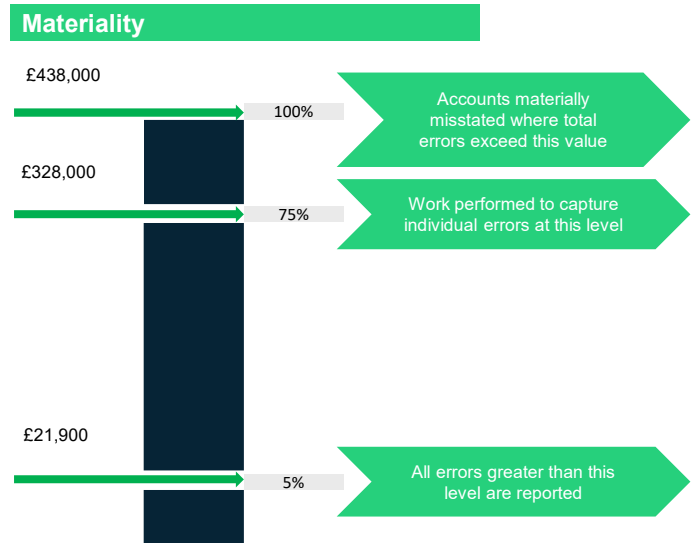 Materiality
£438,000
100%
Accounts materially
misstated where total
errors exceed this value
£328,000
75%
Work performed to capture
individual errors at this level
£21,900
5%
All errors greater than this
level are reported